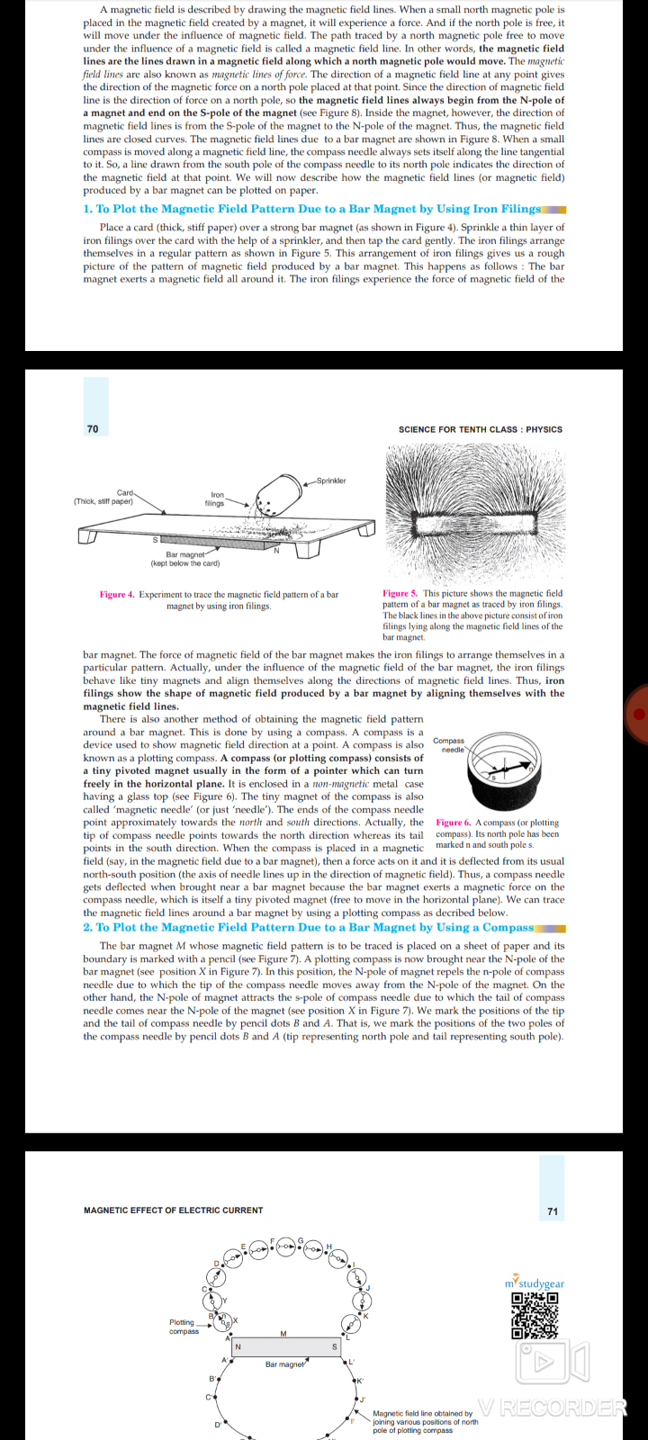 A magnetic field is described by drawing the magnetic field lines. When a small north magnetic pole is
placed in the magnetic field created by a magnet, it will experience a force. And if the north pole is free, it
will move under the influence of magnetic field. The path traced by a north magnetic pole free to move
under the influence of a magnetic field is called a magnetic field line. In other words, the magnetic field
lines are the lines drawn in a magnetic field along which a north magnetic pole would move. The magnetic
field lines are also known as magnetic lines of force. The direction of a magnetic field line at any point gives
the direction of the magnetic force on a north pole placed at that point. Since the direction of magnetic field
line is the direction of force on a north pole, so the magnetic field lines always begin from the N-pole of
a magnet and end on the S-pole of the magnet (see Figure 8). Inside the magnet, however, the direction of
magnetic field lines is from the S-pole of the magnet to the N-pole of the magnet. Thus, the magnetic field
lines are closed curves. The magnetic field lines due to a bar magnet are shown in Figure 8. When a small
compass is moved along a magnetic field line, the compass needle always sets itself along the line tangential
to it. So, a line drawn from the south pole of the compass needle to its north pole indicates the direction of
the magnetic field at that point. We will now describe how the magnetic field lines (or magnetic field)
produced by a bar magnet can be plotted on paper.
1. To Plot the Magnetic Field Pattern Due to a Bar Magnet by Using Iron Filings
Place a card (thick, stiff paper) over a strong bar magnet (as shown in Figure 4). Sprinkle a thin layer of
iron filings over the card with the help of a sprinkler, and then tap the card gently. The iron filings arrange
themselves in a regular pattern as shown in Figure 5. This arrangement of iron filings gives us a rough
picture of the pattern of magnetic field produced by a bar magnet. This happens as follows : The bar
magnet exerts a magnetic field all around it. The iron filings experience the force of magnetic field of the
70
SCIENCE FOR TENTH CLASS : PHYSICS
Sprinkler
Card
(Thick, stiff paper)
Iron
filings
S
N
Bar magnet
(kept below the card)
Figure 4. Experiment to trace the magnetic field pattern of a bar
magnet by using iron filings.
Figure 5. This picture shows the magnetic field
pattern of a bar magnet as traced by iron filings.
The black lines in the above picture consist of iron
filings lying along the magnetic field lines of the
bar magnet.
bar magnet. The force of magnetic field of the bar magnet makes the iron filings to arrange themselves in a
particular pattern. Actually, under the influence of the magnetic field of the bar magnet, the iron filings
behave like tiny magnets and align themselves along the directions of magnetic field lines. Thus, iron
filings show the shape of magnetic field produced by a bar magnet by aligning themselves with the
magnetic field lines.
There is also another method of obtaining the magnetic field pattern
around a bar magnet. This is done by using a compass. A compass is a
device used to show magnetic field direction at a point. A compass is also
known as a plotting compass. A compass (or plotting compass) consists of
a tiny pivoted magnet usually in the form of a pointer which can turn
freely in the horizontal plane. It is enclosed in a non-magnetic metal case
having a glass top (see Figure 6). The tiny magnet of the compass is also
called 'magnetic needle' (or just 'needle'). The ends of the compass needle
point approximately towards the north and south directions. Actually, the
tip of compass needle points towards the north direction whereas its tail
points in the south direction. When the compass is placed in a magnetic
Compass
needle
n
s
Figure 6. A compass (or plotting
compass). Its north pole has been
marked n and south pole s.
field (say, in the magnetic field due to a bar magnet), then a force acts on it and it is deflected from its usual
north-south position (the axis of needle lines up in the direction of magnetic field). Thus, a compass needle
gets deflected when brought near a bar magnet because the bar magnet exerts a magnetic force on the
compass needle, which is itself a tiny pivoted magnet (free to move in the horizontal plane). We can trace
the magnetic field lines around a bar magnet by using a plotting compass as decribed below.
2. To Plot the Magnetic Field Pattern Due to a Bar Magnet by Using a Compass
The bar magnet M whose magnetic field pattern is to be traced is placed on a sheet of paper and its
boundary is marked with a pencil (see Figure 7). A plotting compass is now brought near the N-pole of the
bar magnet (see position X in Figure 7). In this position, the N-pole of magnet repels the n-pole of compass
needle due to which the tip of the compass needle moves away from the N-pole of the magnet. On the
other hand, the N-pole of magnet attracts the s-pole of compass needle due to which the tail of compass
needle comes near the N-pole of the magnet (see position X in Figure 7). We mark the positions of the tip
and the tail of compass needle by pencil dots B and A. That is, we mark the positions of the two poles of
the compass needle by pencil dots B and A (tip representing north pole and tail representing south pole).
MAGNETIC EFFECT OF ELECTRIC CURRENT
71
E F G H
D I
C J
Y
B n X K
s
Plotting
compass
A M L
N S
Bar magnet
A' L'
B' K'
C' J'
D' I'
mystudygear
Magnetic field line obtained by
joining various positions of north
pole of plotting compass
V RECORDER